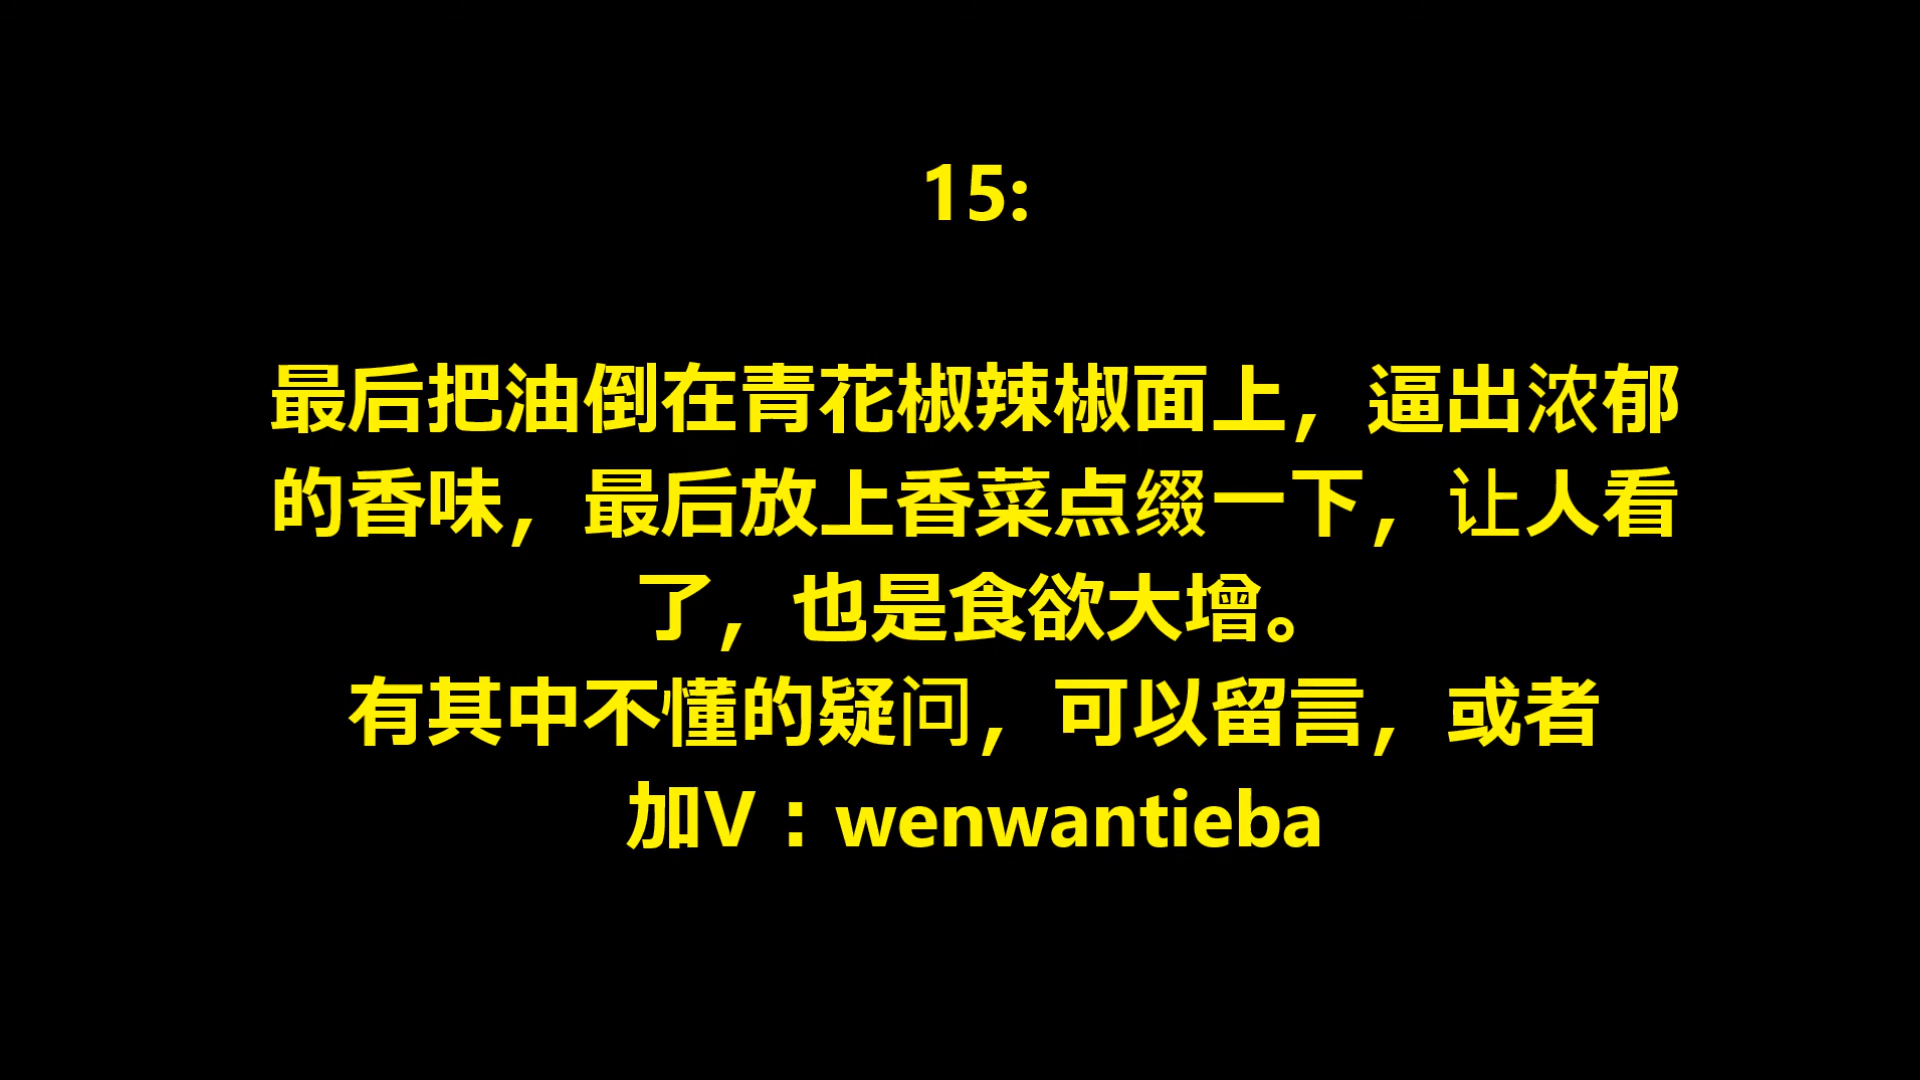 15:
最后把油倒在青花椒辣椒面上，逼出浓郁
的香味，最后放上香菜点缀一下，让人看
了，也是食欲大增。
有其中不懂的疑问，可以留言，或者
加V：wenwantieba